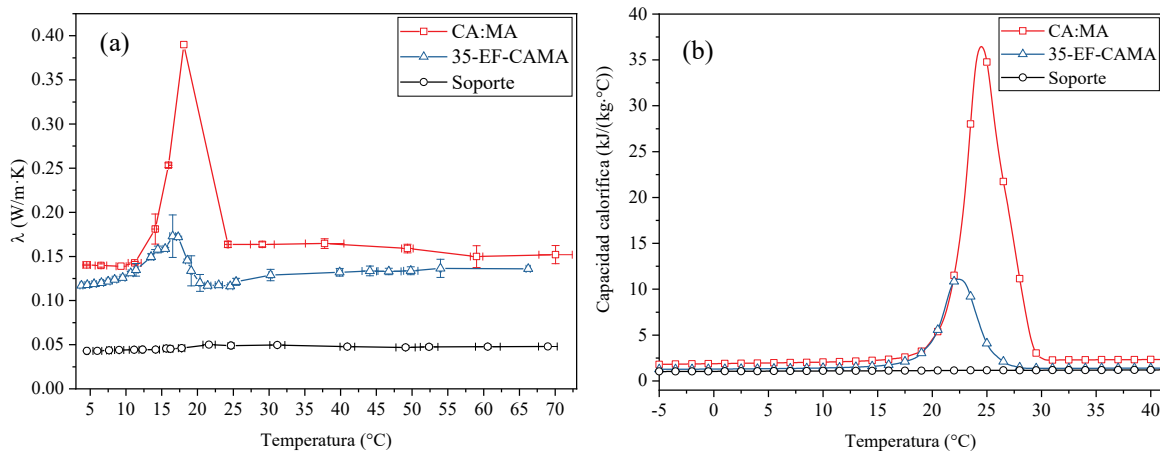 (a)
CA:MA
35-EF-CAMA
Soporte
λ (W/m·K)
0.40
0.35
0.30
0.25
0.20
0.15
0.10
0.05
0.00
5 10 15 20 25 30 35 40 45 50 55 60 65 70
Temperatura (°C)
(b)
CA:MA
35-EF-CAMA
Soporte
Capacidad calorífica (kJ/(kg·°C))
40
35
30
25
20
15
10
5
0
-5 0 5 10 15 20 25 30 35 40
Temperatura (°C)